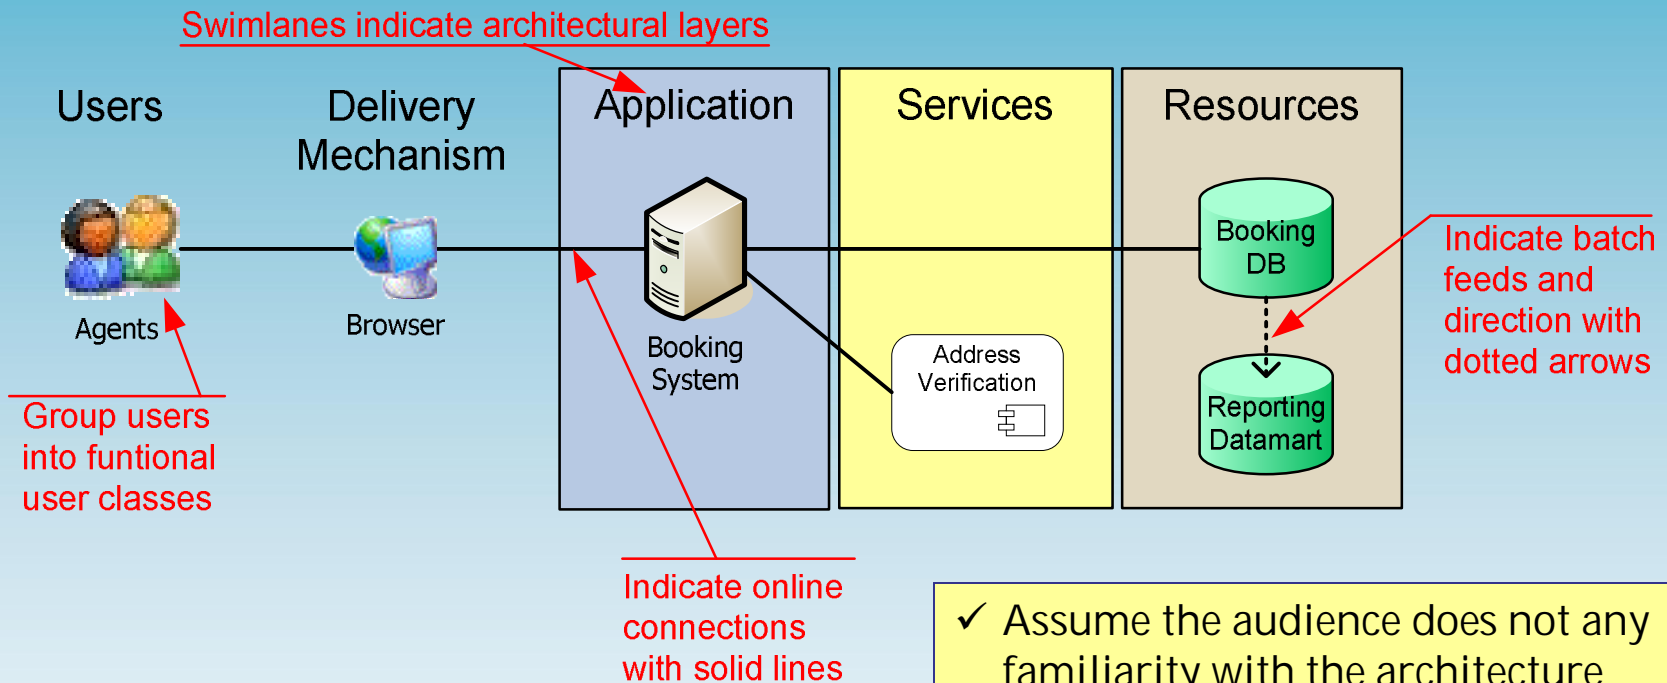 Swimlanes indicate architectural layers
Users
Delivery
Mechanism
Application
Services
Resources
Agents
Browser
Booking
System
Address
Verification
Booking
DB
Reporting
Datamart
Indicate batch
feeds and
direction with
dotted arrows
Group users
into funtional
user classes
Indicate online
connections
with solid lines
✓ Assume the audience does not any
familiarity with the architecture